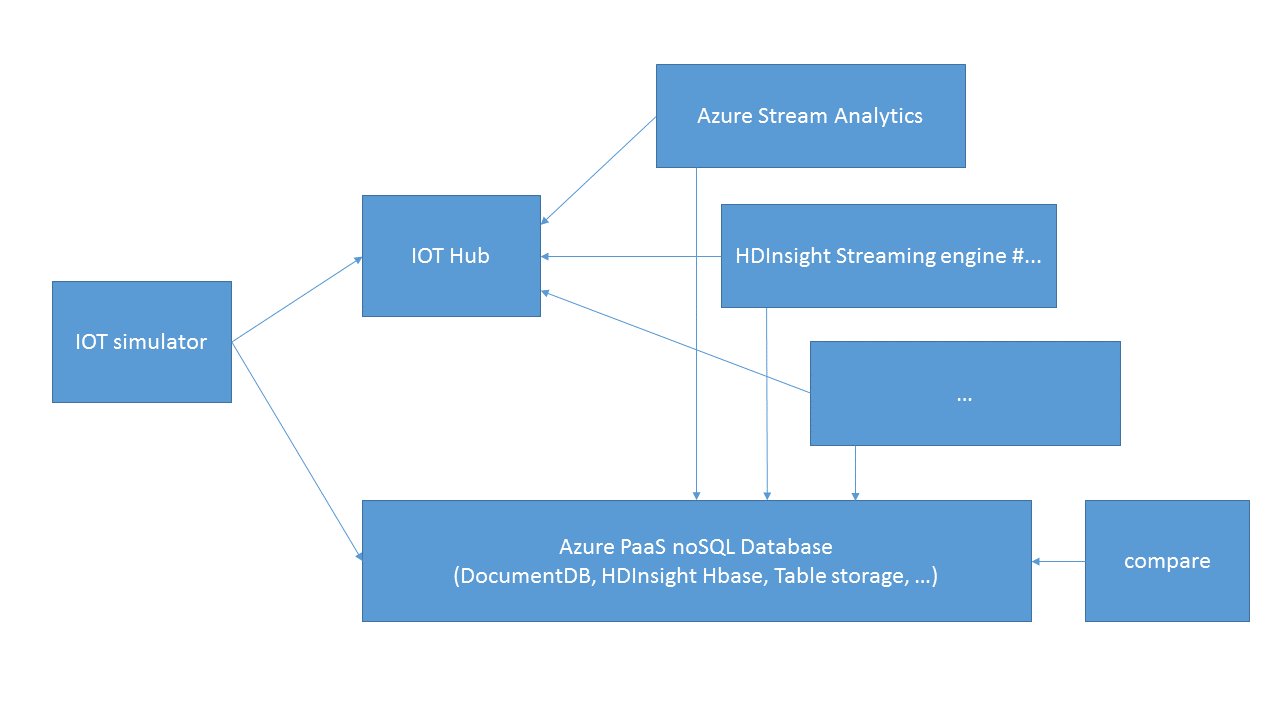 Azure Stream Analytics
IOT Hub
HDInsight Streaming engine #...
IOT simulator
...
Azure PaaS noSQL Database
(DocumentDB, HDInsight Hbase, Table storage, ...)
compare